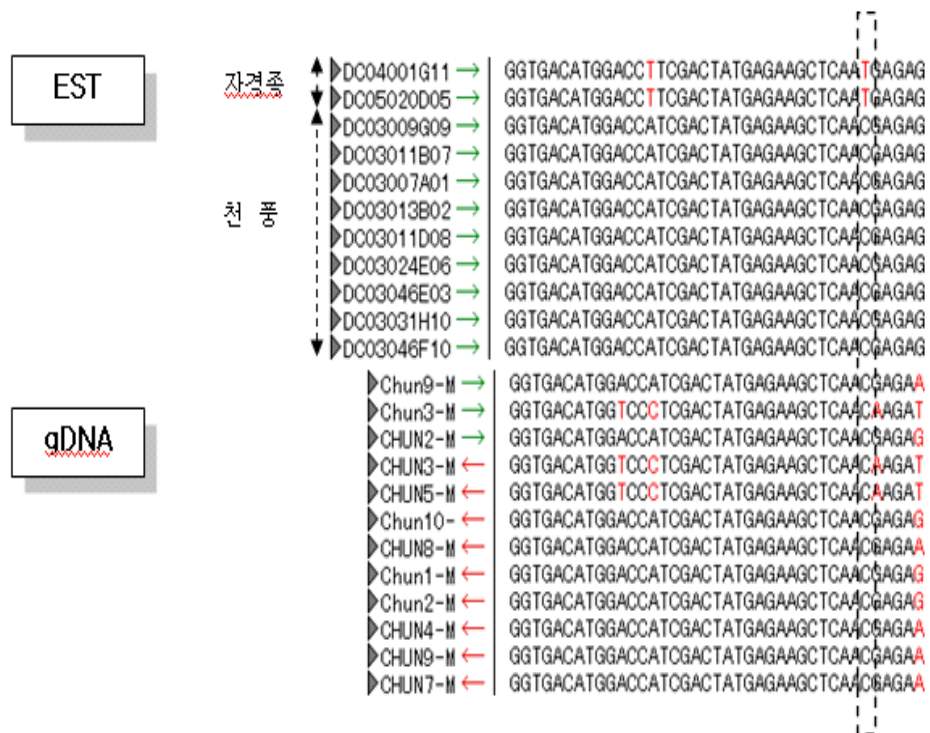 EST
자경종
DC04001G11 → GGTGACATGGACCTTCGACTATGAGAAGCTCAATGAGAG
DC05020D05 → GGTGACATGGACCTTCGACTATGAGAAGCTCAATGAGAG
천 풍
DC03009G09 → GGTGACATGGACCATCGACTATGAGAAGCTCAACGAGAG
DC03011B07 → GGTGACATGGACCATCGACTATGAGAAGCTCAACGAGAG
DC03007A01 → GGTGACATGGACCATCGACTATGAGAAGCTCAACGAGAG
DC03013B02 → GGTGACATGGACCATCGACTATGAGAAGCTCAACGAGAG
DC03011D08 → GGTGACATGGACCATCGACTATGAGAAGCTCAACGAGAG
DC03024E06 → GGTGACATGGACCATCGACTATGAGAAGCTCAACGAGAG
DC03046E03 → GGTGACATGGACCATCGACTATGAGAAGCTCAACGAGAG
DC03031H10 → GGTGACATGGACCATCGACTATGAGAAGCTCAACGAGAG
DC03046F10 → GGTGACATGGACCATCGACTATGAGAAGCTCAACGAGAG
gDNA
Chun9-M → GGTGACATGGACCATCGACTATGAGAAGCTCAACGAGAA
Chun3-M → GGTGACATGGTCCCTCGACTATGAGAAGCTCAACAAGAT
CHUN2-M → GGTGACATGGACCATCGACTATGAGAAGCTCAACGAGAG
CHUN3-M ← GGTGACATGGTCCCTCGACTATGAGAAGCTCAACAAGAT
CHUN5-M ← GGTGACATGGTCCCTCGACTATGAGAAGCTCAACAAGAT
Chun10- ← GGTGACATGGACCATCGACTATGAGAAGCTCAACGAGAG
CHUN8-M ← GGTGACATGGACCATCGACTATGAGAAGCTCAACGAGAA
Chun1-M ← GGTGACATGGACCATCGACTATGAGAAGCTCAACGAGAG
Chun2-M ← GGTGACATGGACCATCGACTATGAGAAGCTCAACGAGAG
CHUN4-M ← GGTGACATGGACCATCGACTATGAGAAGCTCAACGAGAA
CHUN9-M ← GGTGACATGGACCATCGACTATGAGAAGCTCAACGAGAA
CHUN7-M ← GGTGACATGGACCATCGACTATGAGAAGCTCAACGAGAA